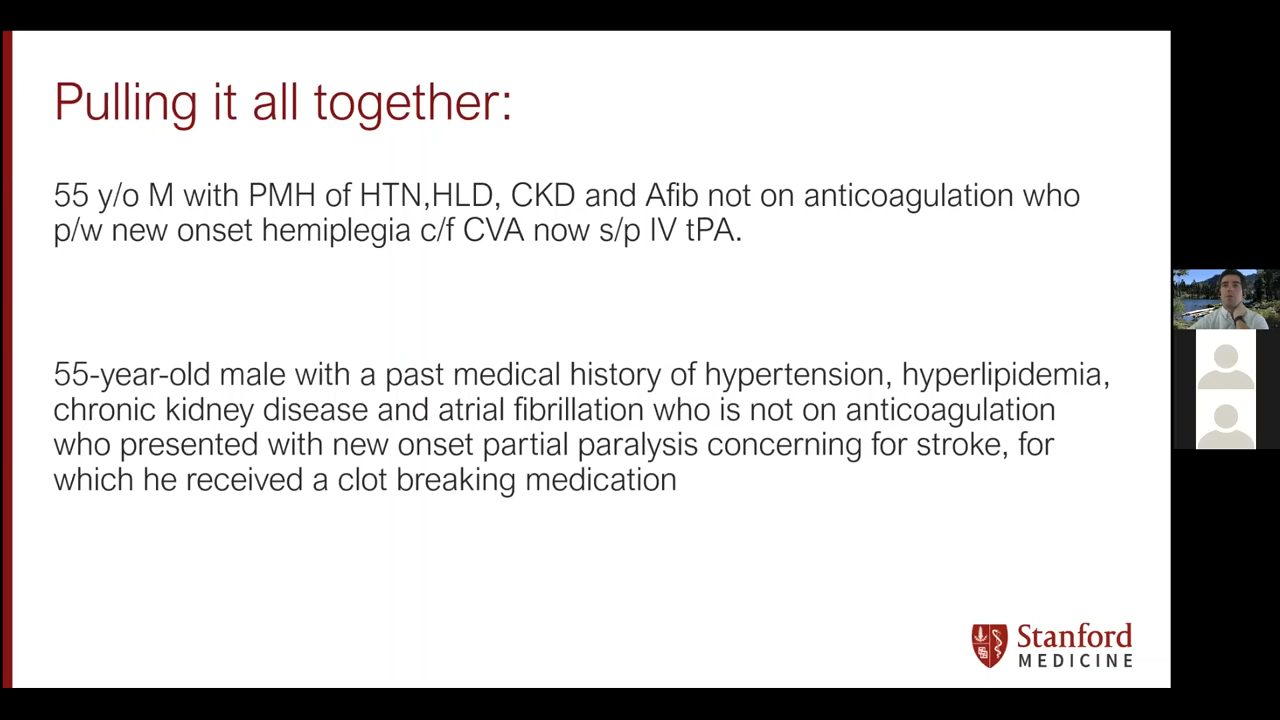 Pulling it all together:
55 y/o M with PMH of HTN,HLD, CKD and Afib not on anticoagulation who
p/w new onset hemiplegia c/f CVA now s/p IV tPA.
55-year-old male with a past medical history of hypertension, hyperlipidemia,
chronic kidney disease and atrial fibrillation who is not on anticoagulation
who presented with new onset partial paralysis concerning for stroke, for
which he received a clot breaking medication
Stanford
MEDICINE